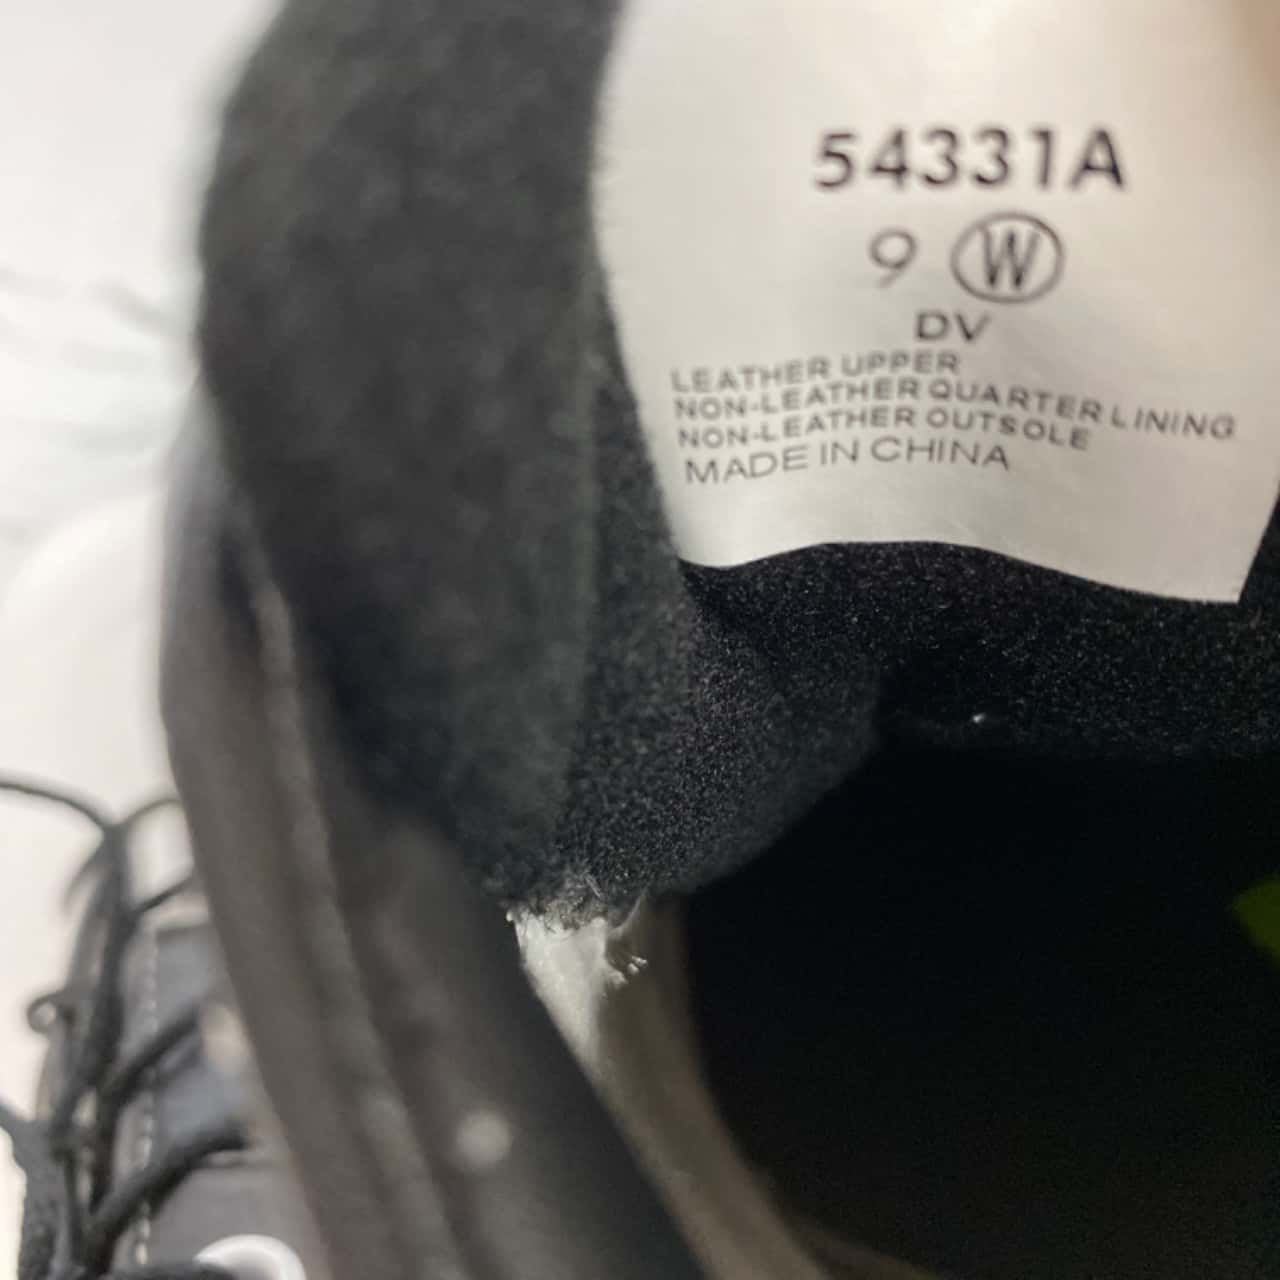 54331A
9 W
DV
LEATHER UPPER
NON-LEATHER QUARTER LINING
NON-LEATHER OUTSOLE
MADE IN CHINA